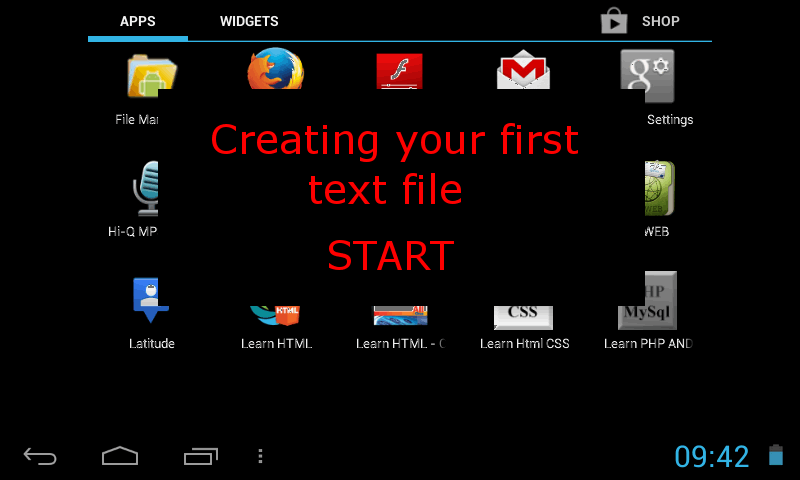 APPS WIDGETS SHOP
File Mar
Settings
Creating your first
text file
START
Hi-Q MP
WEB
HTML
CSS
PHP
MySql
Latitude Learn HTML Learn HTML - C Learn Html CSS Learn PHP AND
09:42